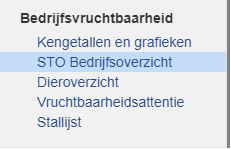 Bedrijfsvruchtbaarheid
Kengetallen en grafieken
STO Bedrijfsoverzicht
Dieroverzicht
Vruchtbaarheidsattentie
Stallijst